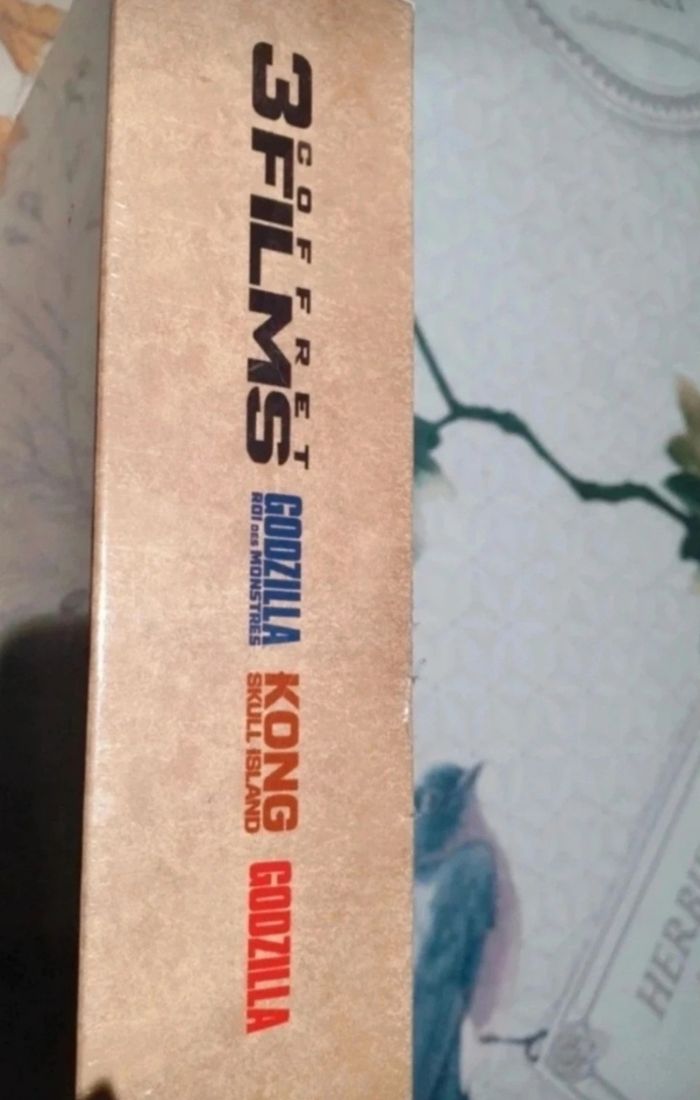 COFFRET
3 FILMS
GODZILLA
ROI DES MONSTRES
KONG
SKULL ISLAND
GODZILLA